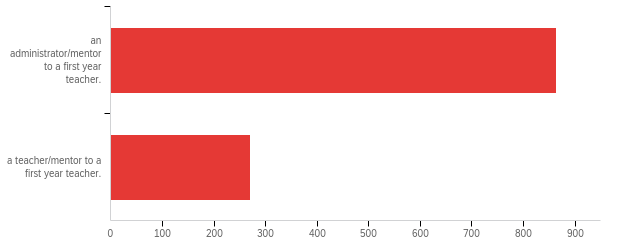 an
administrator/mentor
to a first year
teacher.
a teacher/mentor to a
first year teacher.
0 100 200 300 400 500 600 700 800 900